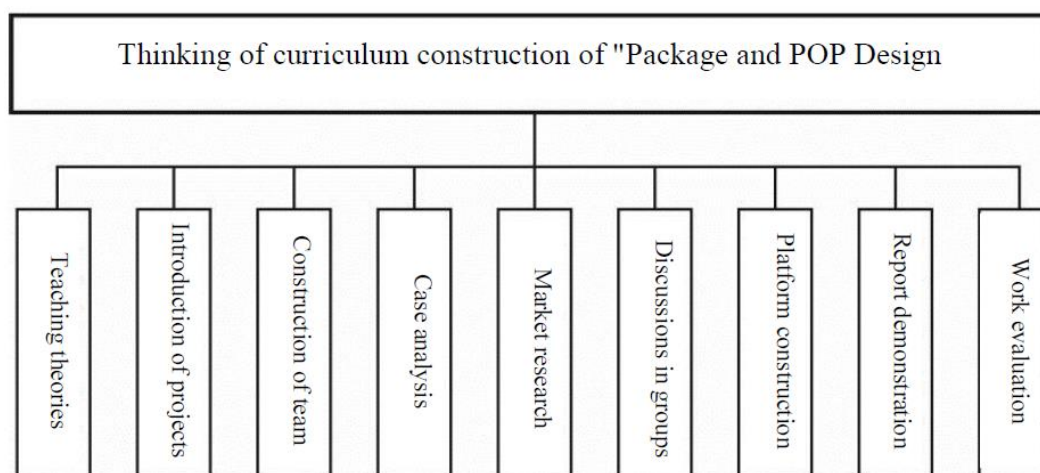 Thinking of curriculum construction of "Package and POP Design
Teaching theories
Introduction of projects
Construction of team
Case analysis
Market research
Discussions in groups
Platform construction
Report demonstration
Work evaluation